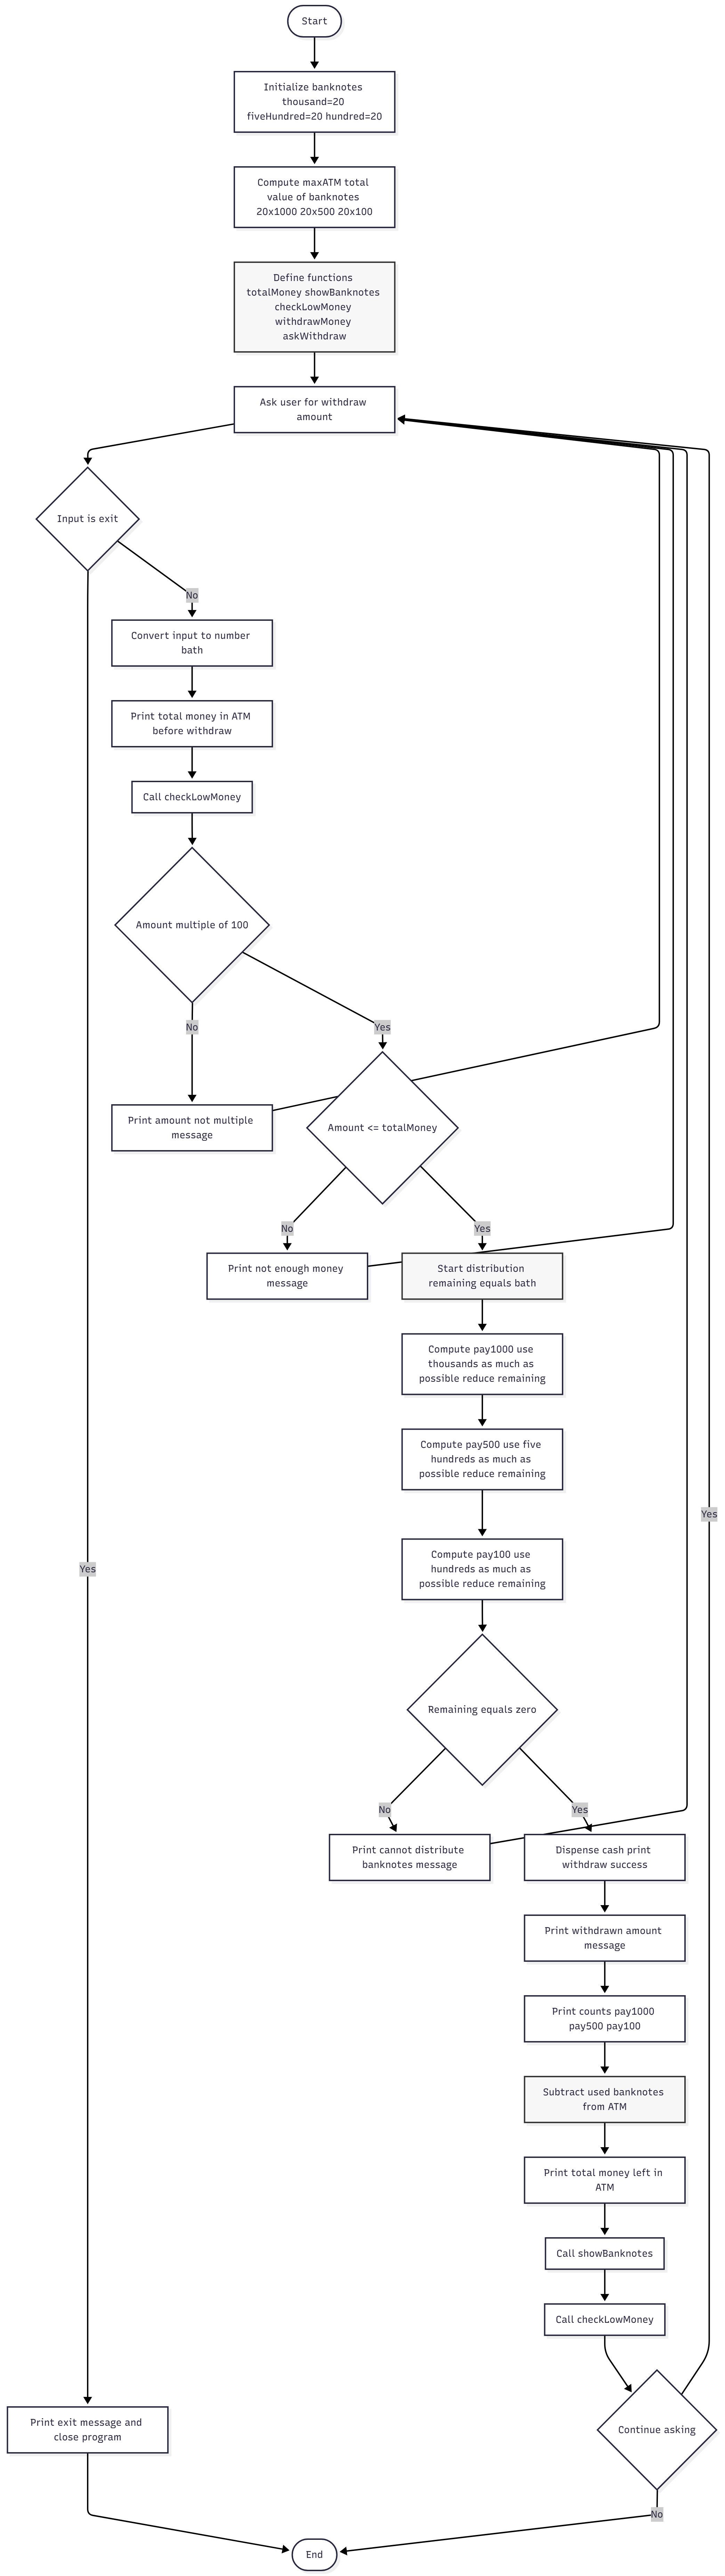 Start
Initialize banknotes
thousand=20
fiveHundred=20 hundred=20
Compute maxATM total
value of banknotes
20x1000 20x500 20x100
Define functions
totalMoney showBanknotes
checkLowMoney
withdrawMoney
askWithdraw
Ask user for withdraw
amount
Input is exit
No
Convert input to number
bath
Print total money in ATM
before withdraw
Call checkLowMoney
Amount multiple of 100
No
Yes
Print amount not multiple
message
Amount <= totalMoney
No
Yes
Print not enough money
message
Start distribution
remaining equals bath
Compute pay1000 use
thousands as much as
possible reduce remaining
Compute pay500 use five
hundreds as much as
possible reduce remaining
Yes
Compute pay100 use
hundreds as much as
possible reduce remaining
Yes
Remaining equals zero
No
Yes
Print cannot distribute
banknotes message
Dispense cash print
withdraw success
Print withdrawn amount
message
Print counts pay1000
pay500 pay100
Subtract used banknotes
from ATM
Print total money left in
ATM
Call showBanknotes
Call checkLowMoney
Print exit message and
close program
Continue asking
No
End